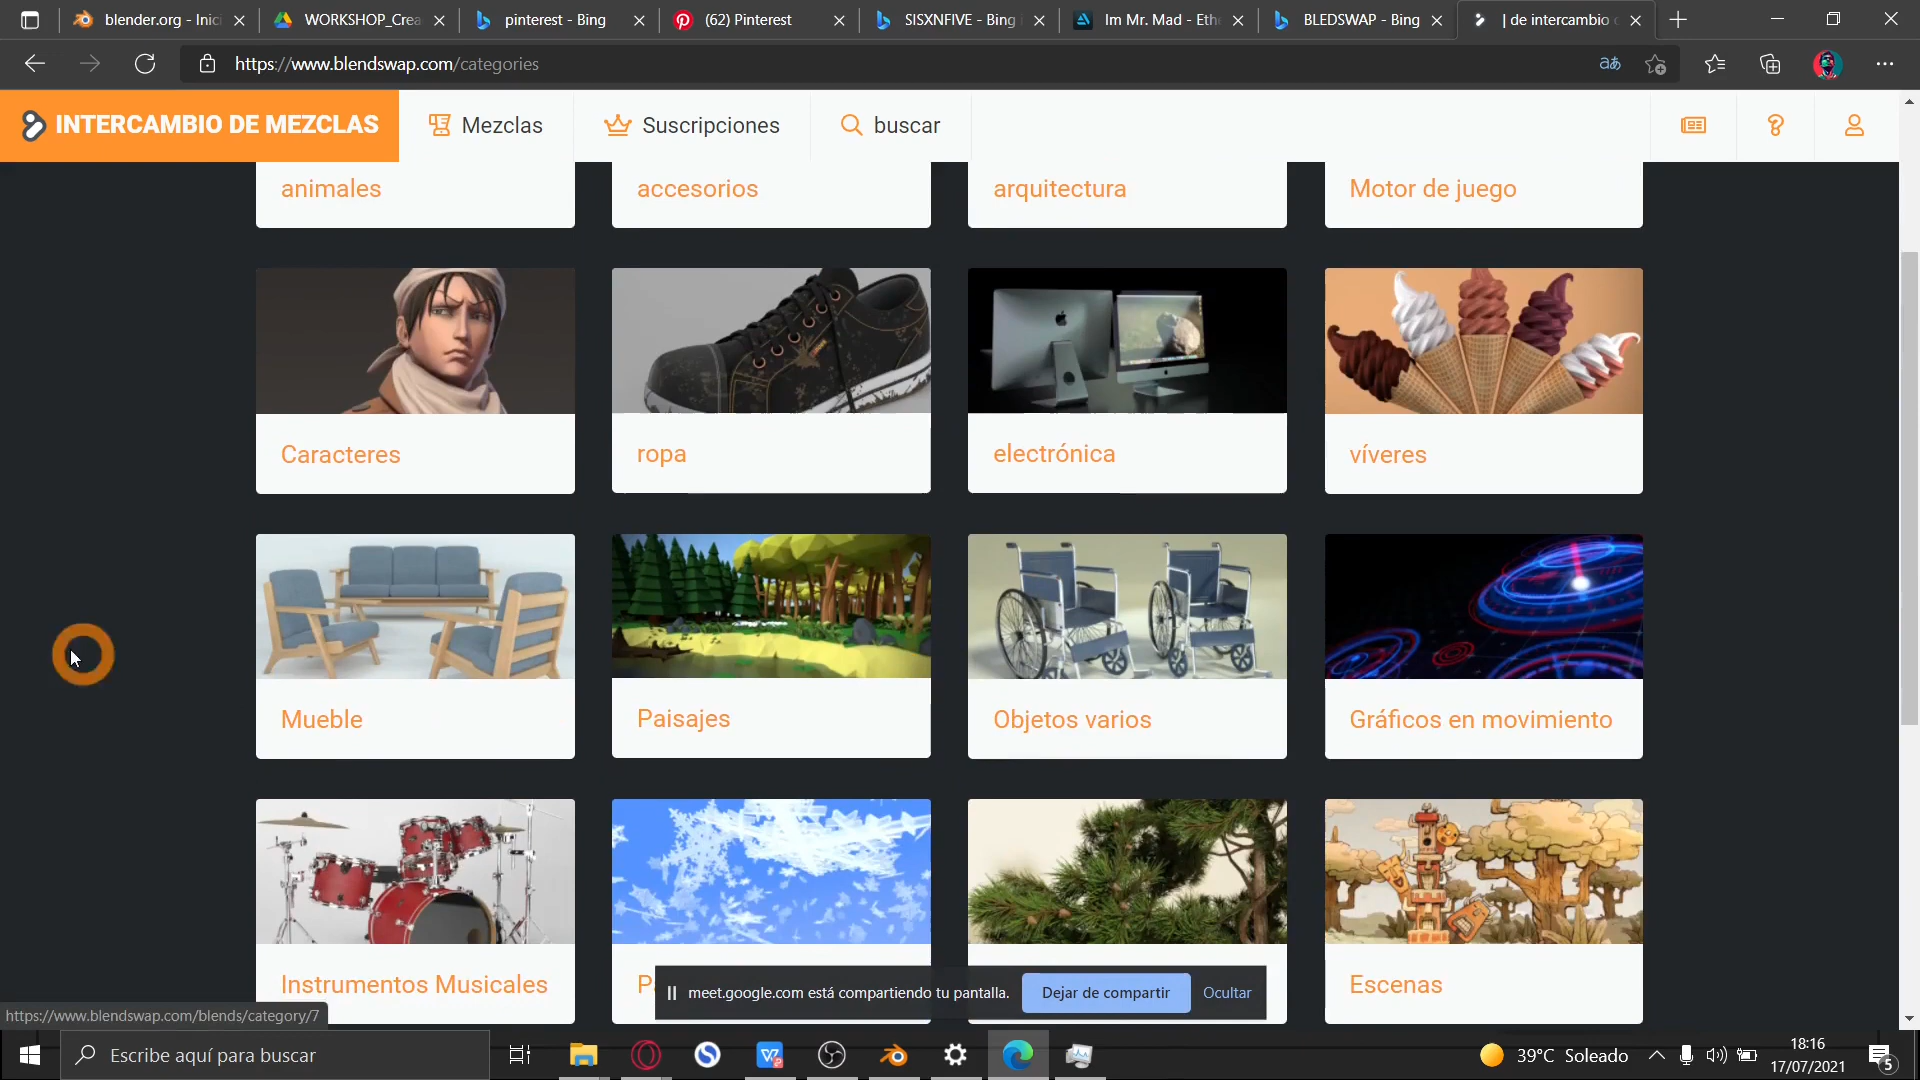 blender.org - Inic
WORKSHOP_Crea
pinterest - Bing
(62) Pinterest
SISXNFIVE - Bing
Im Mr. Mad - Eth
BLEDSWAP - Bing
| de intercambio
https://www.blendswap.com/categories
INTERCAMBIO DE MEZCLAS
Mezclas
Suscripciones
buscar
animales
accesorios
arquitectura
Motor de juego
Caracteres
ropa
electrónica
víveres
Mueble
Paisajes
Objetos varios
Gráficos en movimiento
Instrumentos Musicales
Escenas
meet.google.com está compartiendo tu pantalla.
Dejar de compartir
Ocultar
https://www.blendswap.com/blends/category/7
Escribe aquí para buscar
39°C Soleado
18:16
17/07/2021
5